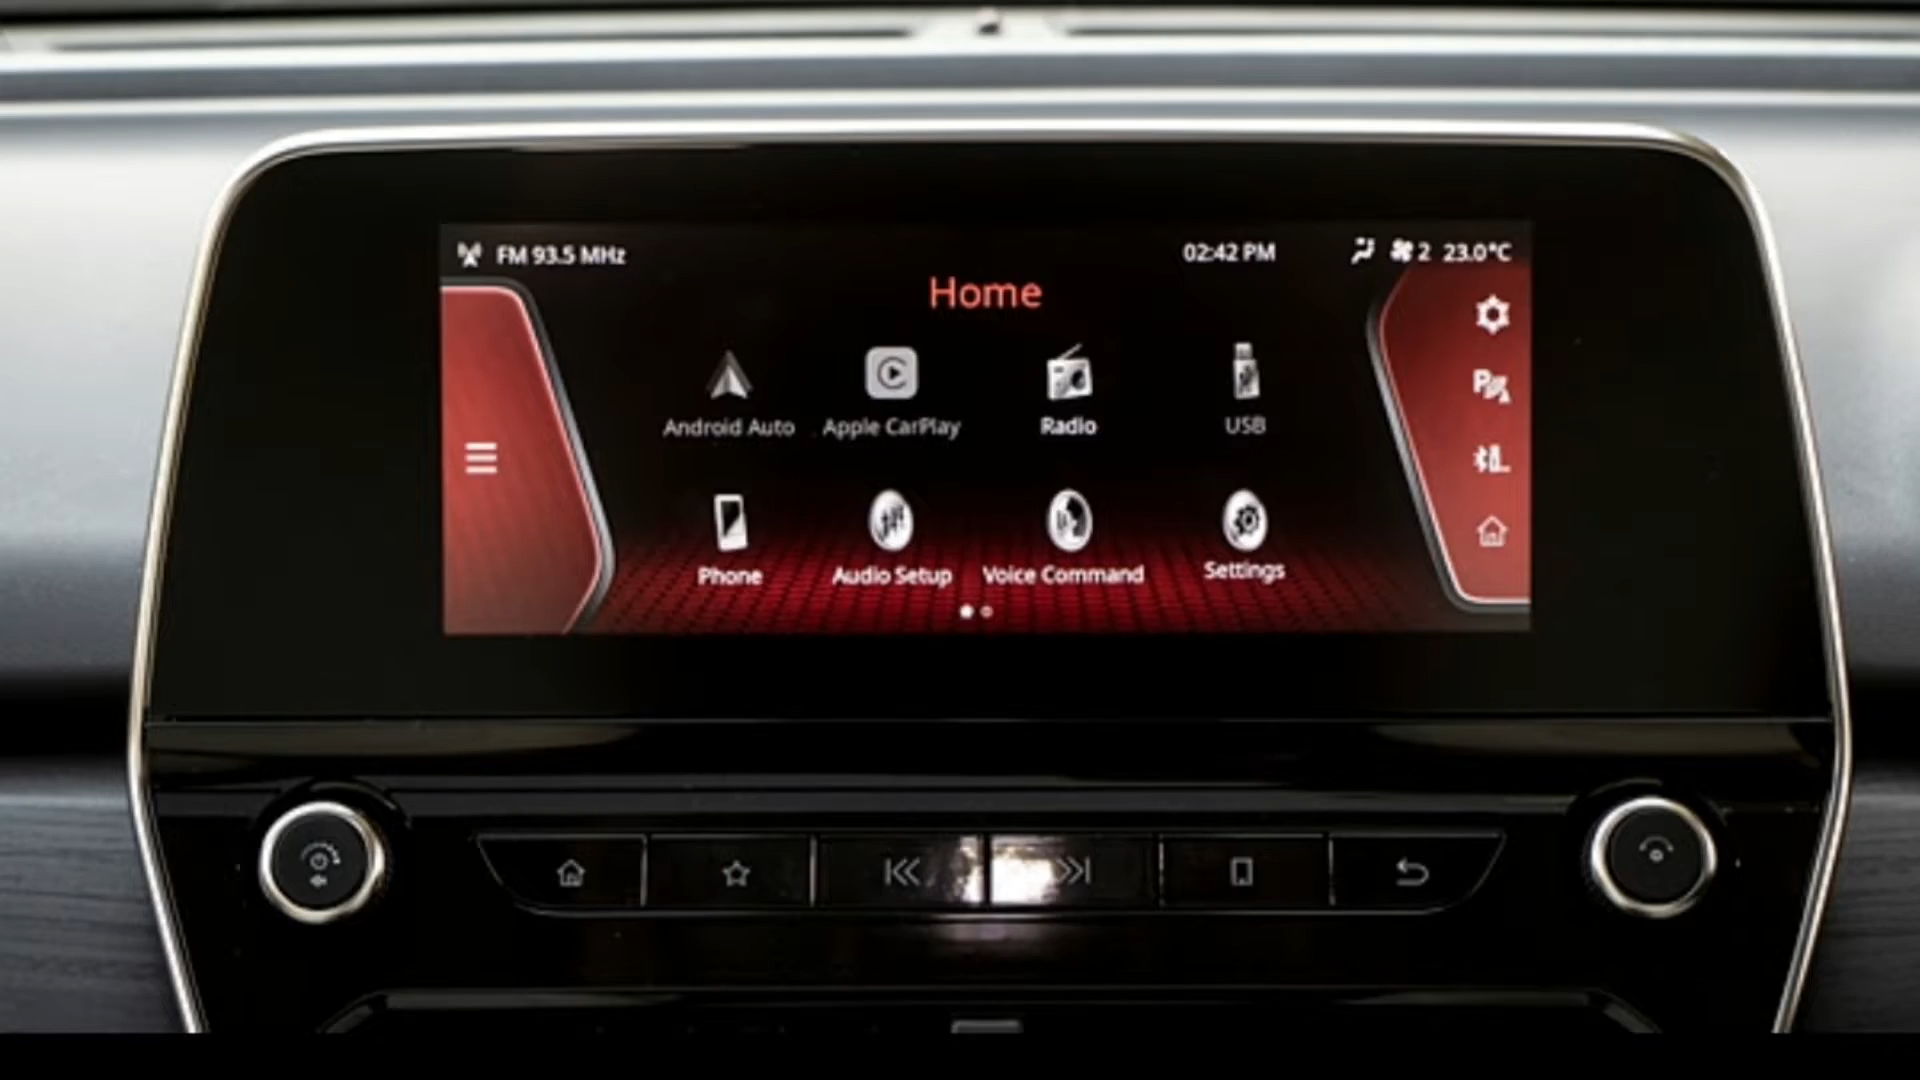 FM 93.5 MHz
02:42 PM
2 23.0°C
Home
Android Auto
Apple CarPlay
Radio
USB
Phone
Audio Setup
Voice Command
Settings